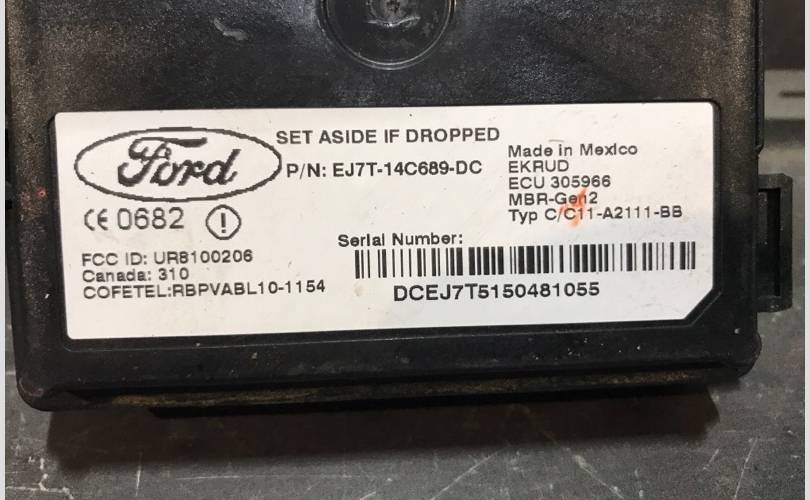 Ford
SET ASIDE IF DROPPED
P/N: EJ7T-14C689-DC
Made in Mexico
EKRUD
ECU 305966
MBR-Gen2
Typ C/C11-A2111-BB
CE 0682
FCC ID: UR8100206
Canada: 310
COFETEL:RBPVABL10-1154
Serial Number:
DCEJ7T5150481055